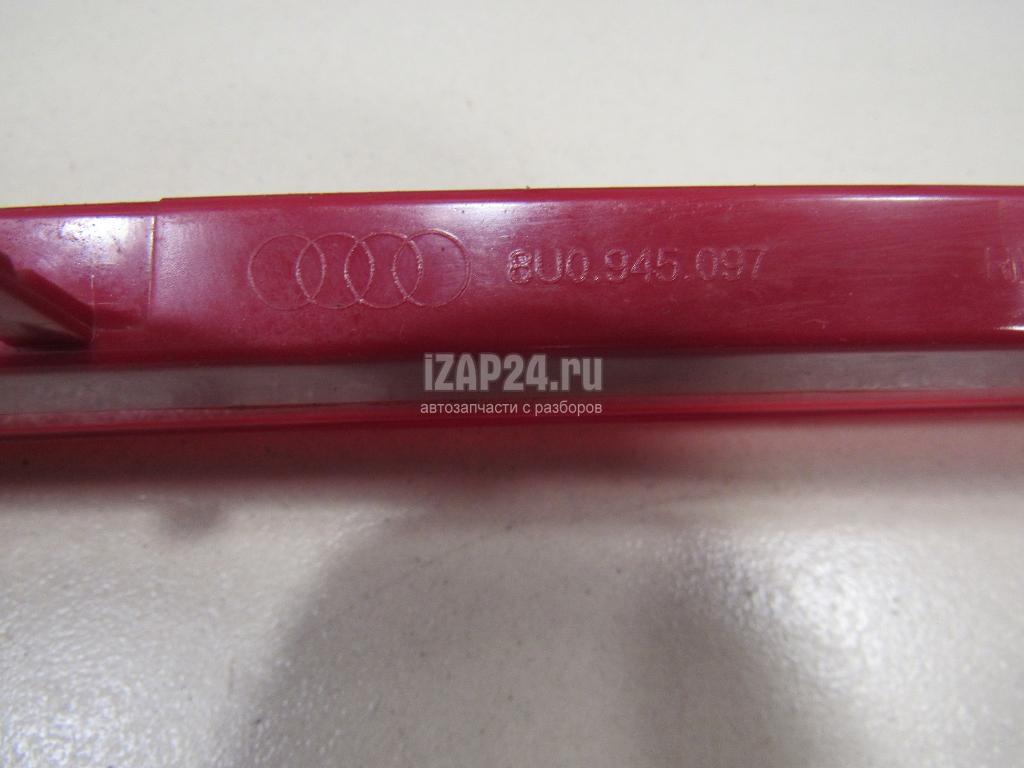 8U0.945.097
iZAP24.ru
автозапчасти с разборов